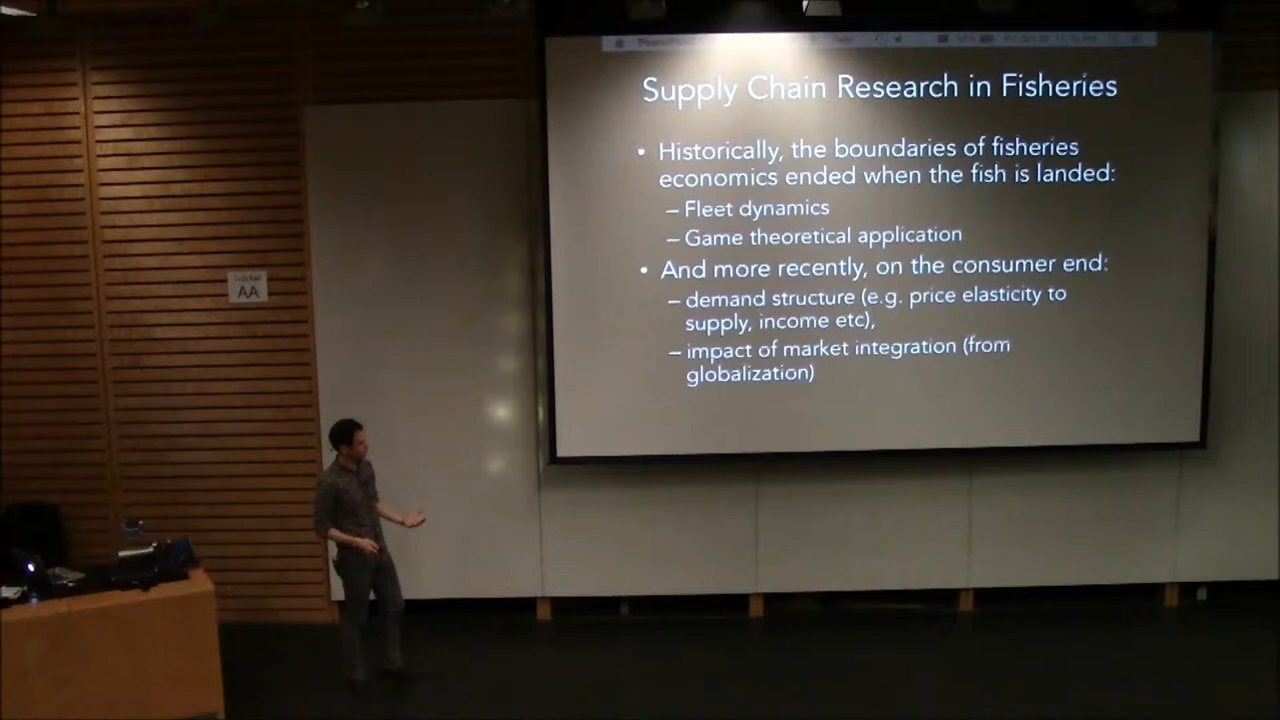 Supply Chain Research in Fisheries
• Historically, the boundaries of fisheries
economics ended when the fish is landed:
– Fleet dynamics
– Game theoretical application
• And more recently, on the consumer end:
– demand structure (e.g. price elasticity to
supply, income etc),
– impact of market integration (from
globalization)
AA